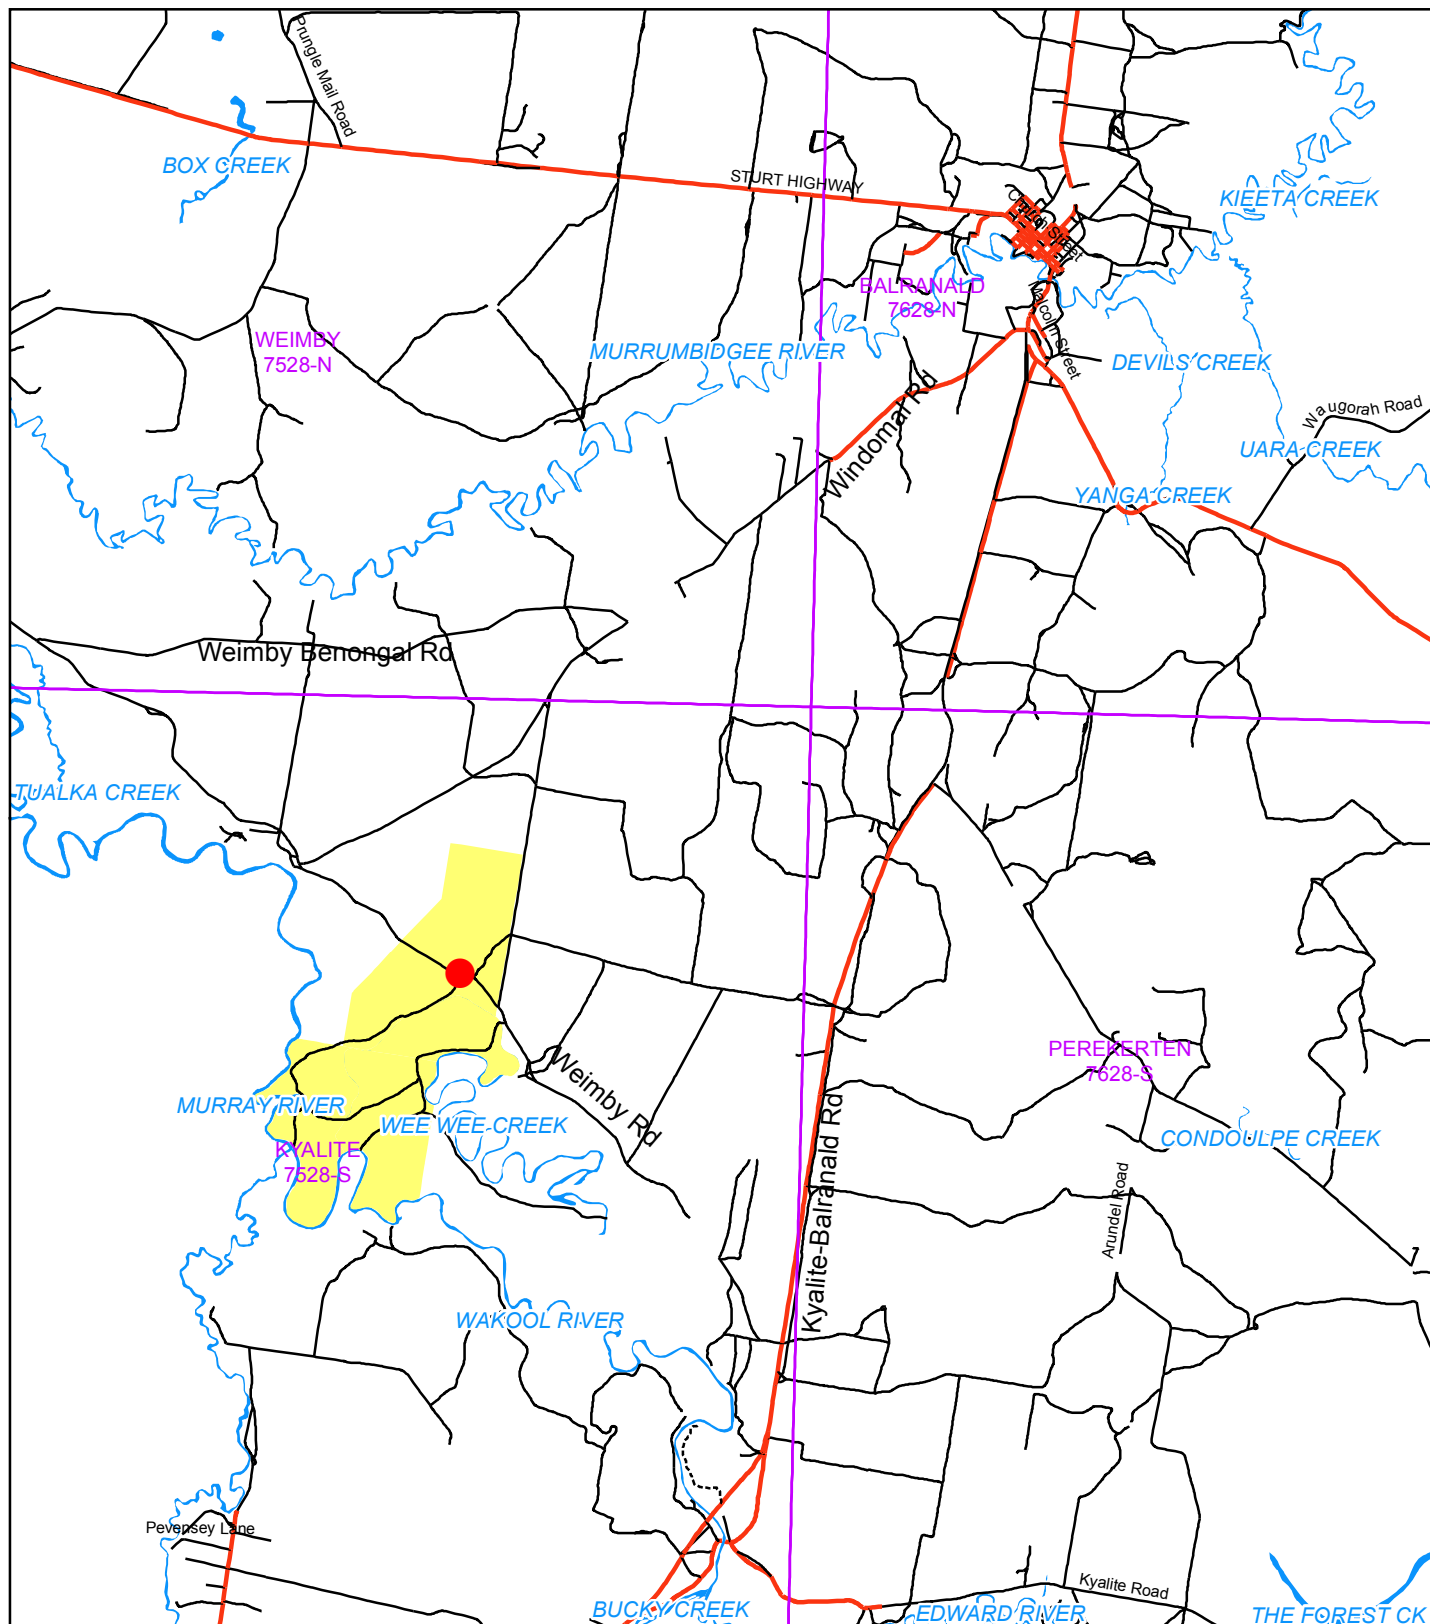 Prungle Mail Road
BOX CREEK
STURT HIGHWAY
Church Street
KIEETA CREEK
BALRANALD
7628-N
Malcolm Street
WEIMBY
7528-N
MURRUMBIDGEE RIVER
DEVILS CREEK
Windomal Rd
Waugorah Road
UARA CREEK
YANGA CREEK
Weimby Benongal Rd
TUALKA CREEK
PEREKERTEN
7628-S
Weimby Rd
MURRAY RIVER
WEE WEE CREEK
KYALITE
7528-S
CONDOULPE CREEK
Kyalite-Balranald Rd
Arundel Road
WAKOOL RIVER
Pevensey Lane
Kyalite Road
BUCKY CREEK
EDWARD RIVER
THE FOREST CK